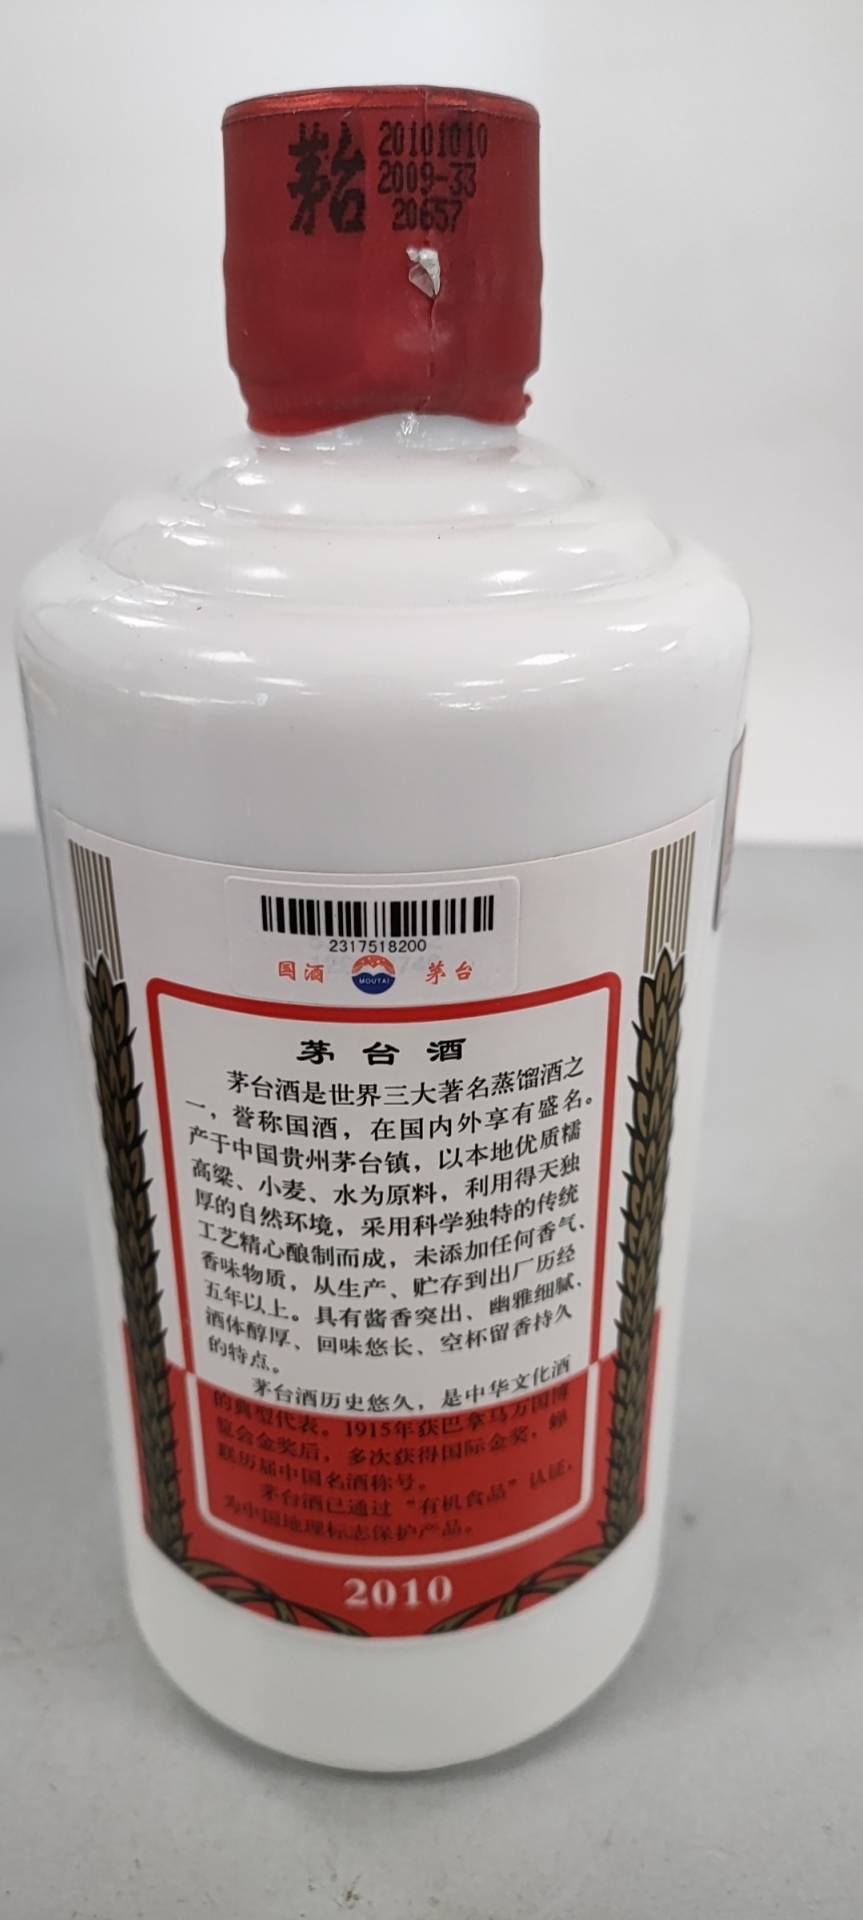 茅台
20101010
2009-33
20657
2317518200
国酒 MOUTAI 茅台
茅台酒
茅台酒是世界三大著名蒸馏酒之
一，誉称国酒，在国内外享有盛名。
产于中国贵州茅台镇，以本地优质糯
高粱、小麦、水为原料，利用得天独
厚的自然环境，采用科学独特的传统
工艺精心酿制而成，未添加任何香气、
香味物质，从生产、贮存到出厂历经
五年以上。具有酱香突出、幽雅细腻、
酒体醇厚、回味悠长、空杯留香持久
的特点。
茅台酒历史悠久，是中华文化酒
的典型代表。1915年获巴拿马万国博
览会金奖后，多次获得国际金奖，蝉
联历届中国名酒称号。
茅台酒已通过“有机食品”认证，
为中国地理标志保护产品。
2010